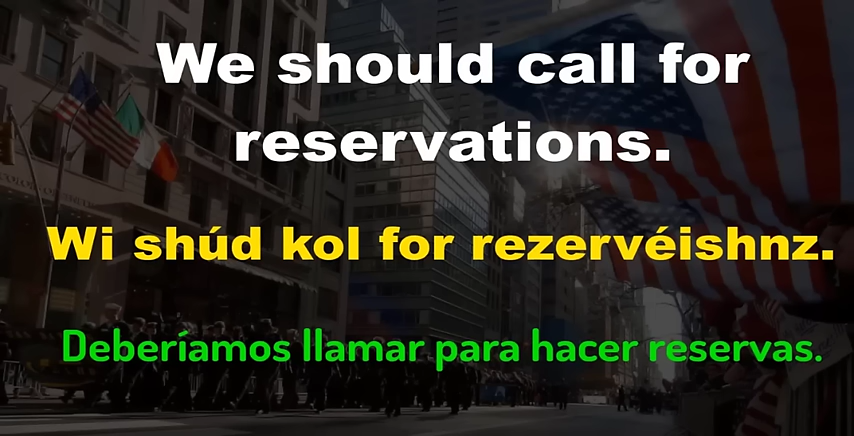 We should call for
reservations.
Wi shúd kol for rezervéishnz.
Deberíamos llamar para hacer reservas.